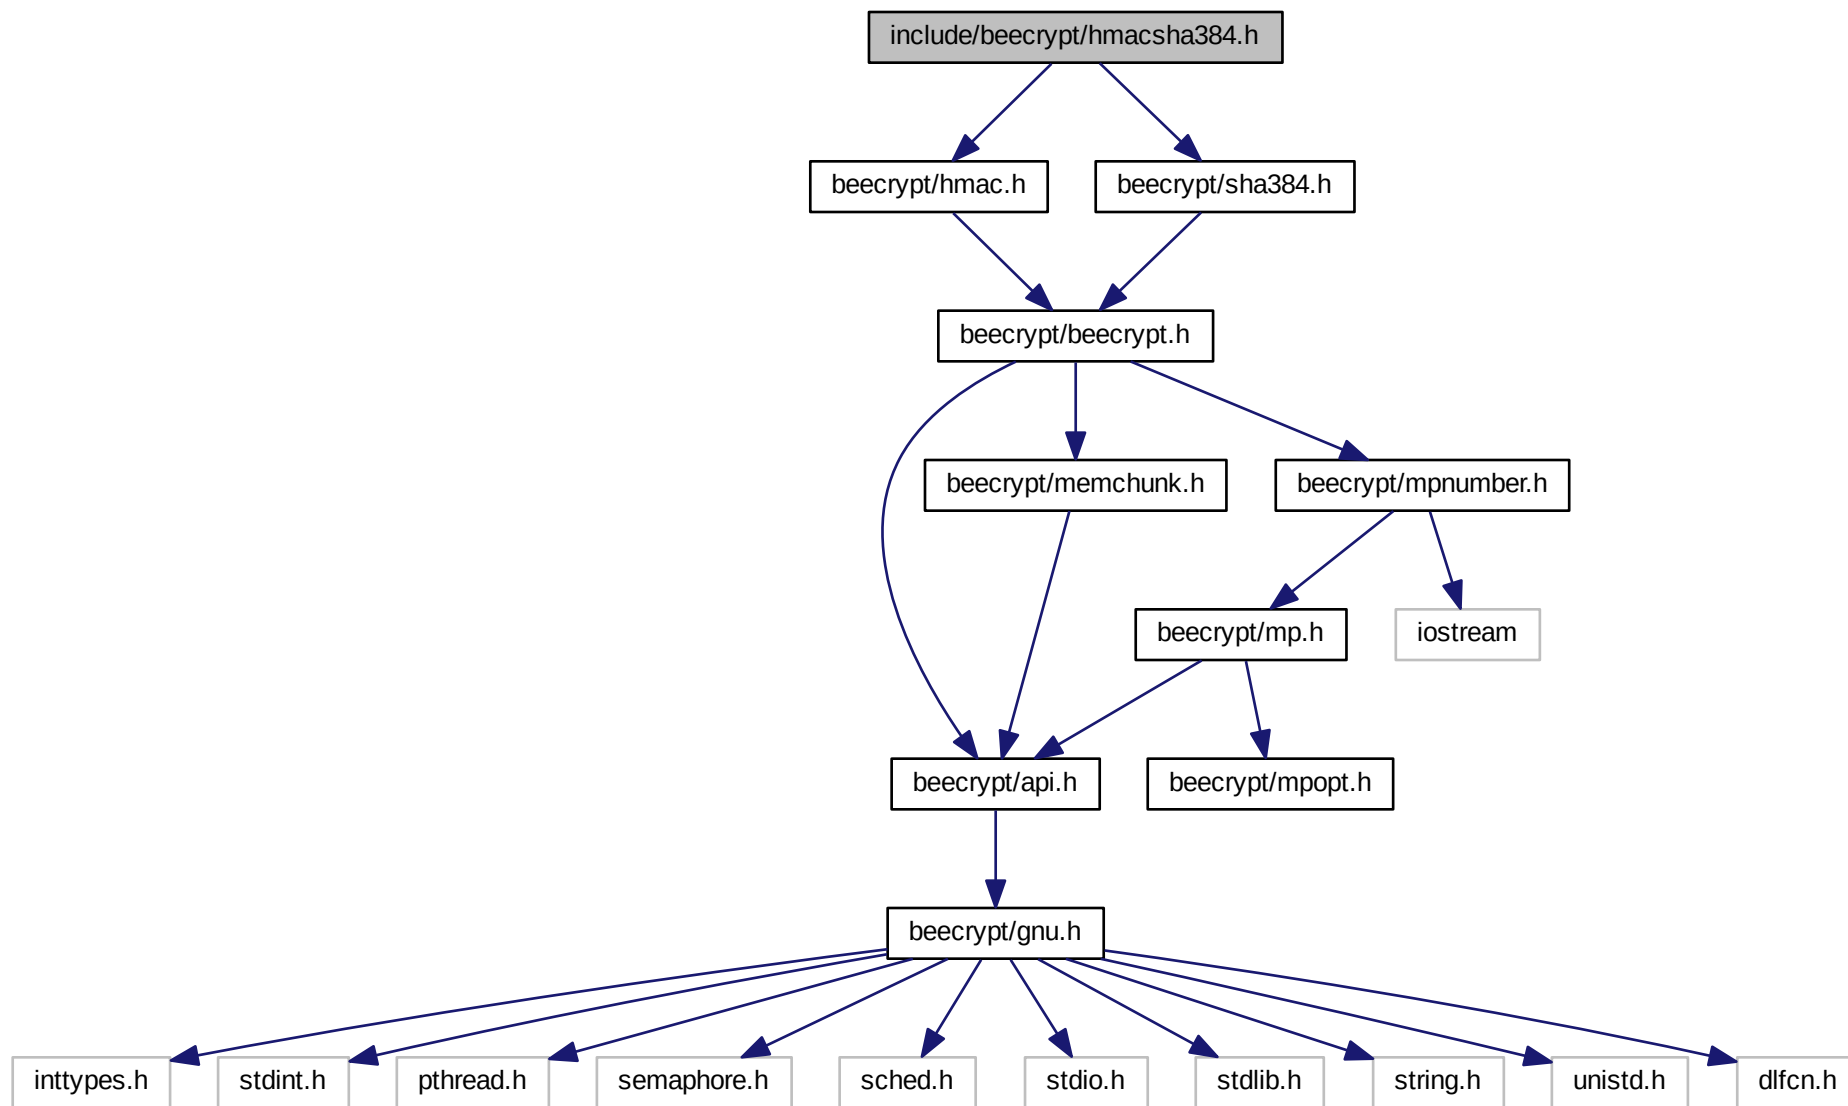 include/beecrypt/hmacsha384.h
beecrypt/hmac.h
beecrypt/sha384.h
beecrypt/beecrypt.h
beecrypt/memchunk.h
beecrypt/mpnumber.h
beecrypt/mp.h
iostream
beecrypt/api.h
beecrypt/mpopt.h
beecrypt/gnu.h
inttypes.h
stdint.h
pthread.h
semaphore.h
sched.h
stdio.h
stdlib.h
string.h
unistd.h
dlfcn.h